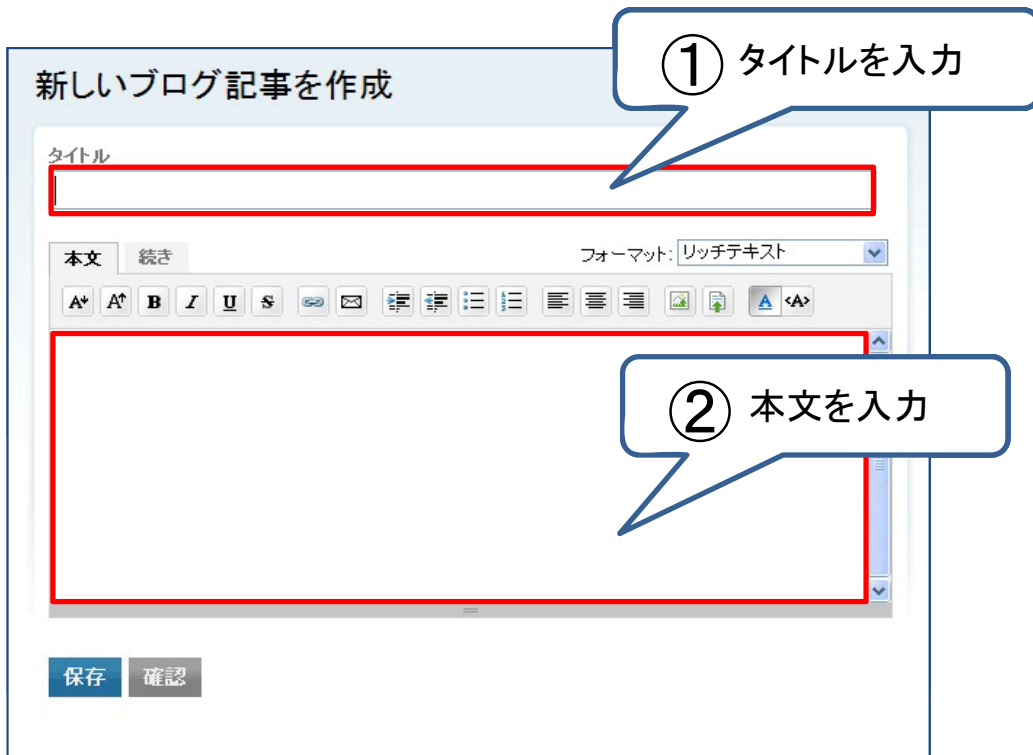 ① タイトルを入力
新しいブログ記事を作成
タイトル
本文 続き フォーマット: リッチテキスト
A A B I U S A <A>
② 本文を入力
保存 確認